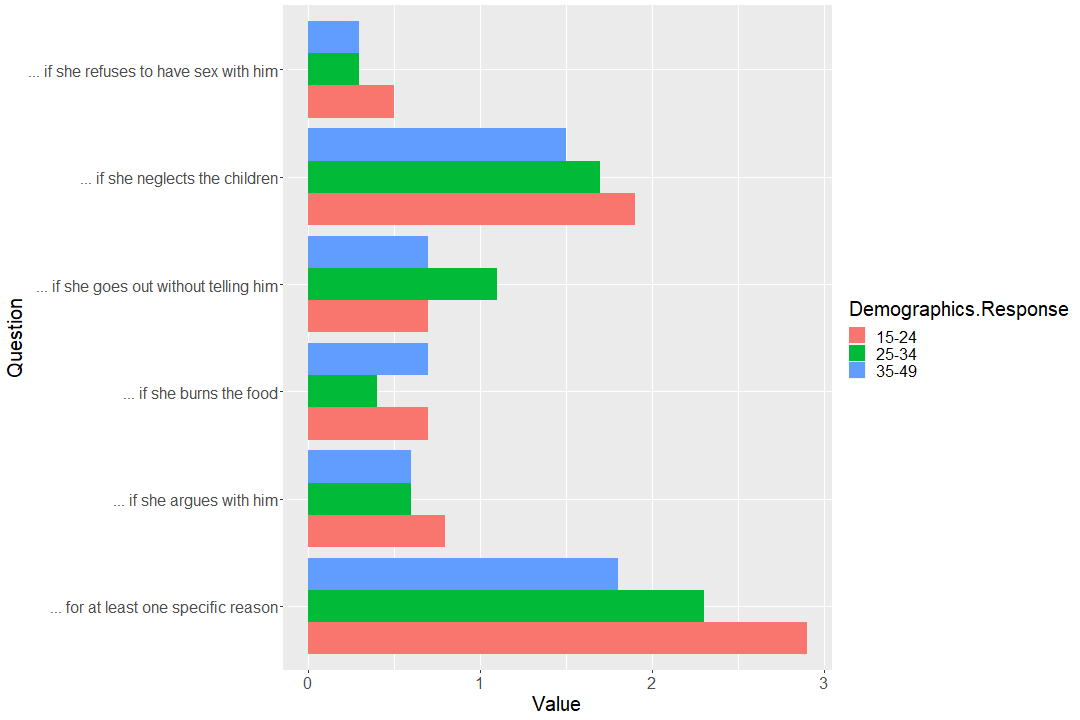 ... if she refuses to have sex with him
... if she neglects the children
... if she goes out without telling him
... if she burns the food
... if she argues with him
... for at least one specific reason
Question
0 1 2 3
Value
Demographics.Response
15-24
25-34
35-49